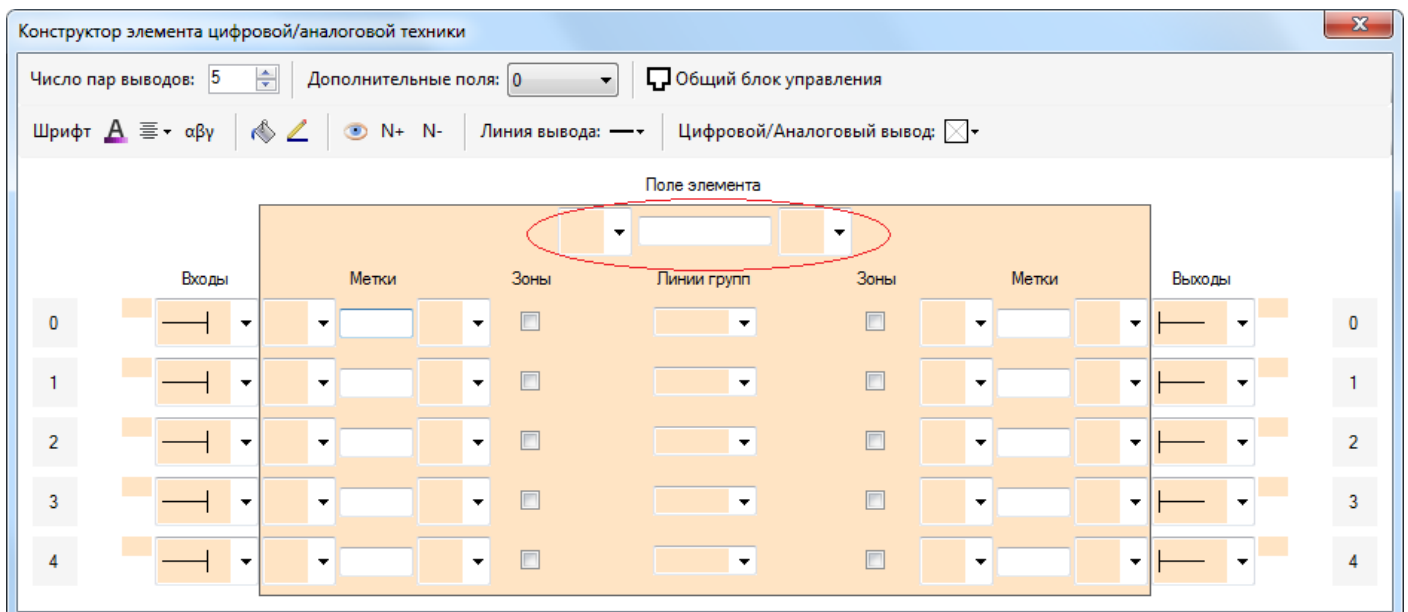 Конструктор элемента цифровой/аналоговой техники
Число пар выводов: 5 Дополнительные поля: 0 Общий блок управления
Шрифт A αβγ N+ N- Линия вывода: Цифровой/Аналоговый вывод:
Поле элемента
Входы Метки Зоны Линии групп Зоны Метки Выходы
0 0
1 1
2 2
3 3
4 4